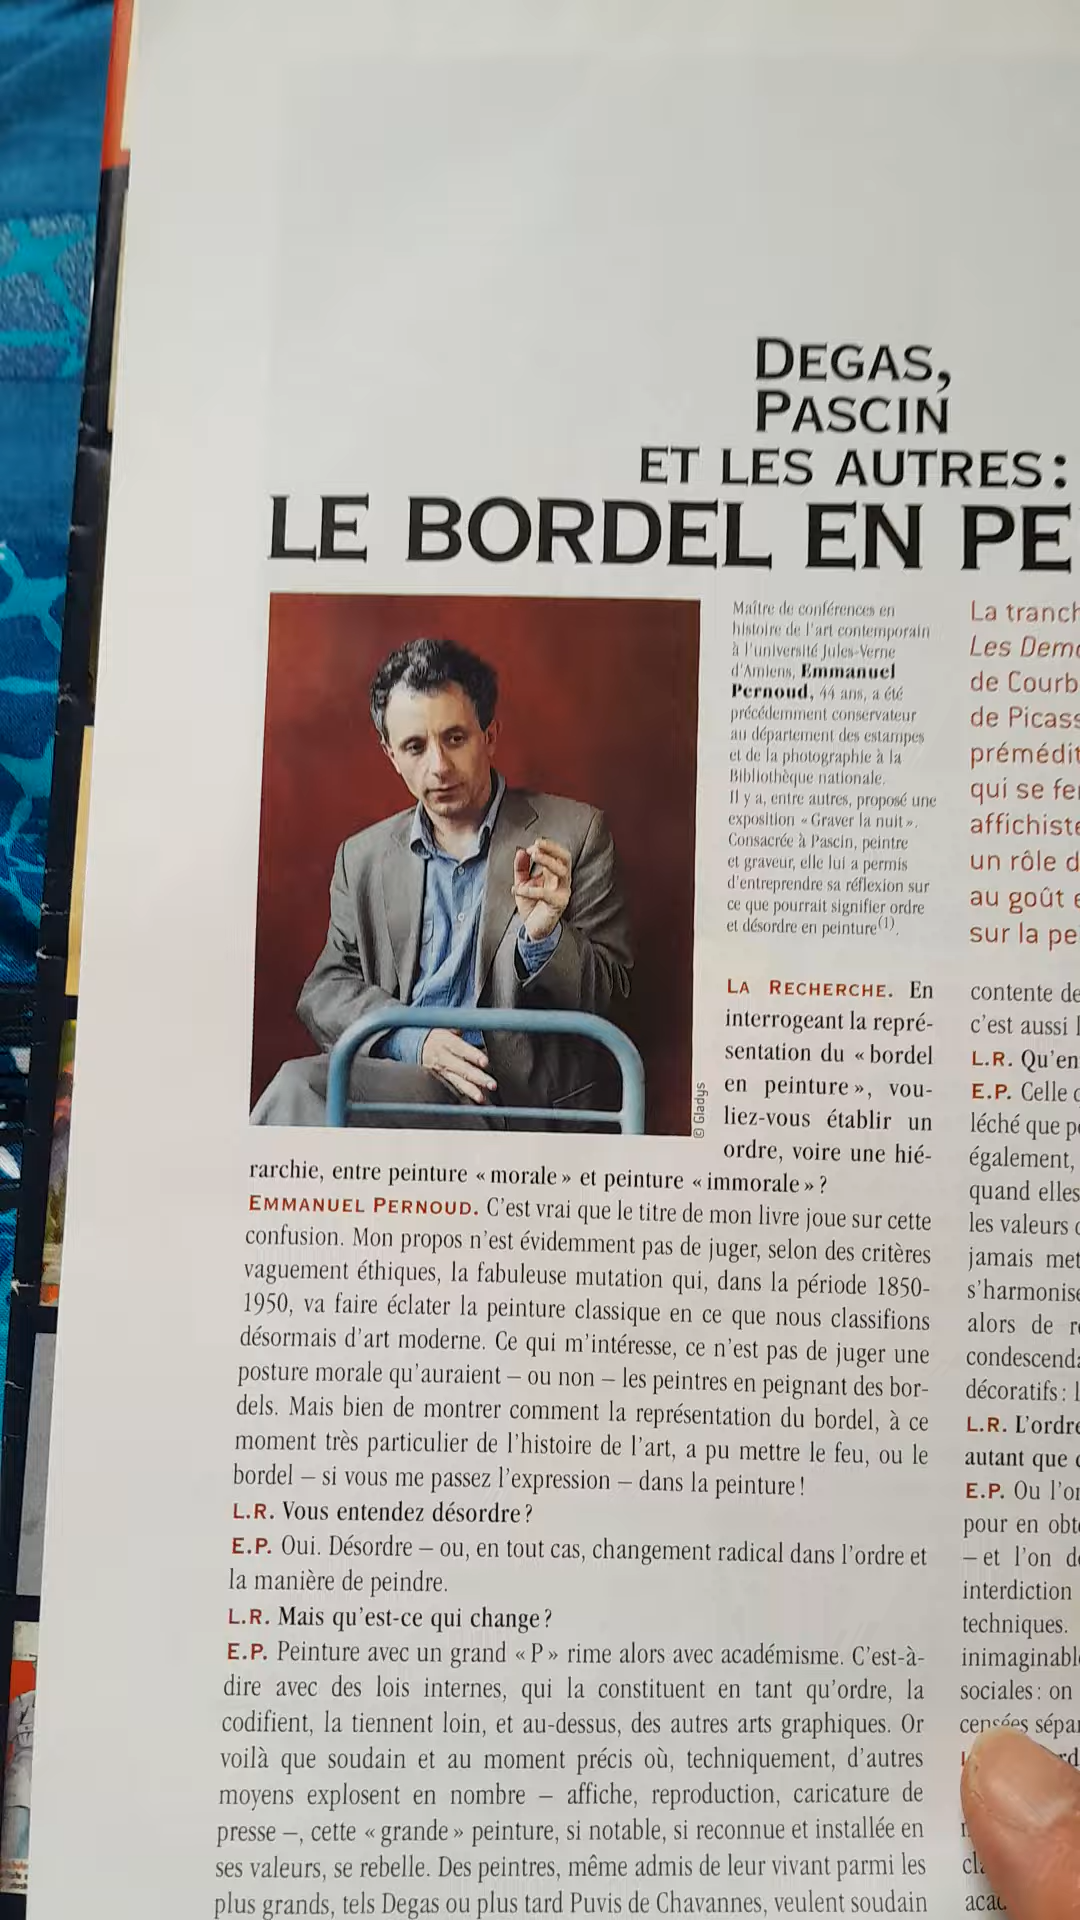 DEGAS,
PASCIN
ET LES AUTRES :
LE BORDEL EN PE
Maître de conférences en
histoire de l'art contemporain
à l'université Jules-Verne
d'Amiens, Emmanuel
Pernoud, 44 ans, a été
précédemment conservateur
au département des estampes
et de la photographie à la
Bibliothèque nationale.
Il y a, entre autres, proposé une
exposition « Graver la nuit ».
Consacrée à Pascin, peintre
et graveur, elle lui a permis
d'entreprendre sa réflexion sur
ce que pourrait signifier ordre
et désordre en peinture(1).
© Gladys
LA RECHERCHE. En
interrogeant la repré-
sentation du « bordel
en peinture », vou-
liez-vous établir un
ordre, voire une hié-
rarchie, entre peinture « morale » et peinture « immorale » ?
EMMANUEL PERNOUD. C'est vrai que le titre de mon livre joue sur cette
confusion. Mon propos n'est évidemment pas de juger, selon des critères
vaguement éthiques, la fabuleuse mutation qui, dans la période 1850-
1950, va faire éclater la peinture classique en ce que nous classifions
désormais d'art moderne. Ce qui m'intéresse, ce n'est pas de juger une
posture morale qu'auraient – ou non – les peintres en peignant des bor-
dels. Mais bien de montrer comment la représentation du bordel, à ce
moment très particulier de l'histoire de l'art, a pu mettre le feu, ou le
bordel – si vous me passez l'expression – dans la peinture !
L.R. Vous entendez désordre ?
E.P. Oui. Désordre – ou, en tout cas, changement radical dans l'ordre et
la manière de peindre.
L.R. Mais qu'est-ce qui change ?
E.P. Peinture avec un grand « P » rime alors avec académisme. C'est-à-
dire avec des lois internes, qui la constituent en tant qu'ordre, la
codifient, la tiennent loin, et au-dessus, des autres arts graphiques. Or
voilà que soudain et au moment précis où, techniquement, d'autres
moyens explosent en nombre – affiche, reproduction, caricature de
presse –, cette « grande » peinture, si notable, si reconnue et installée en
ses valeurs, se rebelle. Des peintres, même admis de leur vivant parmi les
plus grands, tels Degas ou plus tard Puvis de Chavannes, veulent soudain
La tranch
Les Demo
de Courb
de Picass
prémédit
qui se fe
affichiste
un rôle d
au goût e
sur la pe
contente de
c'est aussi l
L.R. Qu'en
E.P. Celle d
léché que p
également,
quand elles
les valeurs
jamais met
s'harmonise
alors de r
condescenda
décoratifs : l
L.R. L'ordre
autant que
E.P. Ou l'or
pour en obt
– et l'on d
interdiction
techniques.
inimaginabl
sociales : on
censées sépa
cl
acad